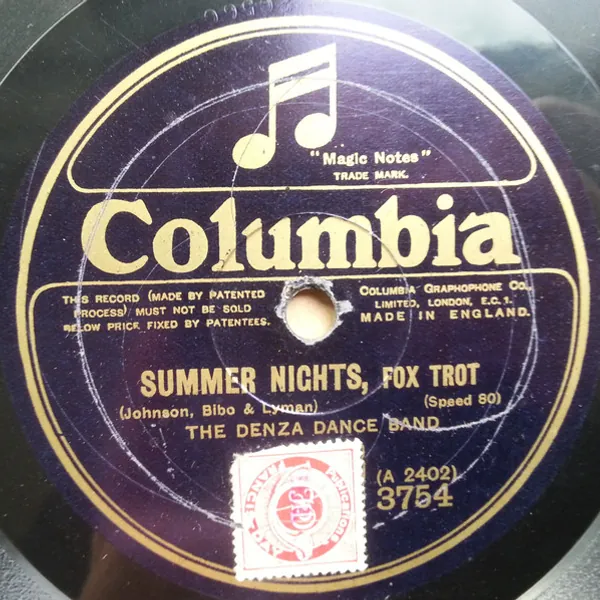 "Magic Notes"
TRADE MARK.
Columbia
THIS RECORD (MADE BY PATENTED
PROCESS) MUST NOT BE SOLD
BELOW PRICE FIXED BY PATENTEES.
COLUMBIA GRAPHOPHONE CO.,
LIMITED, LONDON, E.C.1.
MADE IN ENGLAND.
SUMMER NIGHTS, FOX TROT
(Johnson, Bibo & Lyman)
(Speed 80)
THE DENZA DANCE BAND
(A 2402)
3754